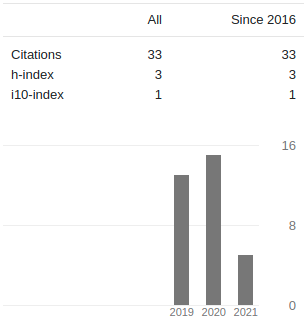 All Since 2016
Citations 33 33
h-index 3 3
i10-index 1 1
16
8
0
2019 2020 2021